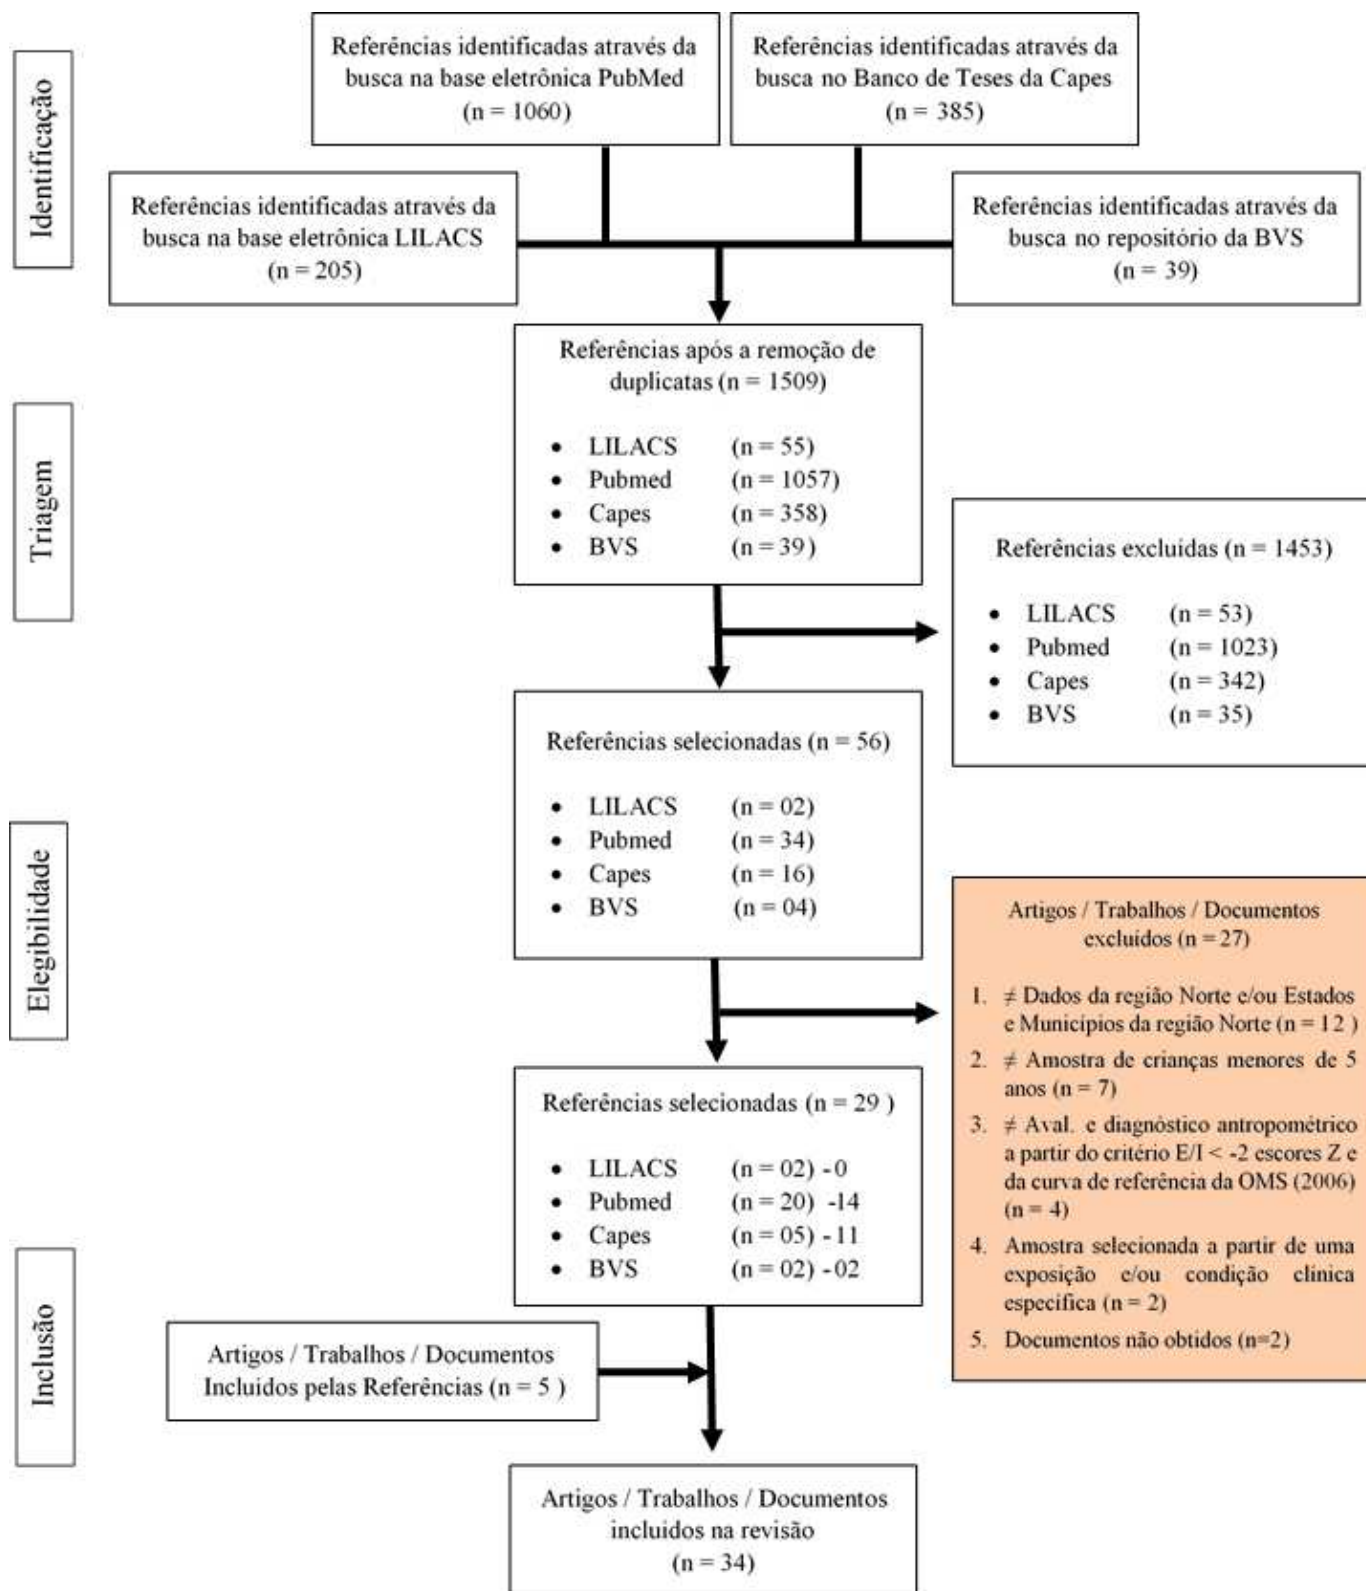 Identificação
Referências identificadas através da
busca na base eletrônica PubMed
(n = 1060)
Referências identificadas através da
busca no Banco de Teses da Capes
(n = 385)
Referências identificadas através da
busca na base eletrônica LILACS
(n = 205)
Referências identificadas através da
busca no repositório da BVS
(n = 39)
Triagem
Referências após a remoção de
duplicatas (n = 1509)
• LILACS (n = 55)
• Pubmed (n = 1057)
• Capes (n = 358)
• BVS (n = 39)
Referências excluídas (n = 1453)
• LILACS (n = 53)
• Pubmed (n = 1023)
• Capes (n = 342)
• BVS (n = 35)
Elegibilidade
Referências selecionadas (n = 56)
• LILACS (n = 02)
• Pubmed (n = 34)
• Capes (n = 16)
• BVS (n = 04)
Artigos / Trabalhos / Documentos
excluídos (n = 27)
1. ≠ Dados da região Norte e/ou Estados
e Municípios da região Norte (n = 12 )
2. ≠ Amostra de crianças menores de 5
anos (n = 7)
3. ≠ Aval. e diagnóstico antropométrico
a partir do critério E/I < -2 escores Z e
da curva de referência da OMS (2006)
(n = 4)
4. Amostra selecionada a partir de uma
exposição e/ou condição clínica
específica (n = 2)
5. Documentos não obtidos (n=2)
Referências selecionadas (n = 29 )
• LILACS (n = 02) -0
• Pubmed (n = 20) -14
• Capes (n = 05) -11
• BVS (n = 02) -02
Inclusão
Artigos / Trabalhos / Documentos
Incluidos pelas Referências (n = 5 )
Artigos / Trabalhos / Documentos
incluidos na revisão
(n = 34)